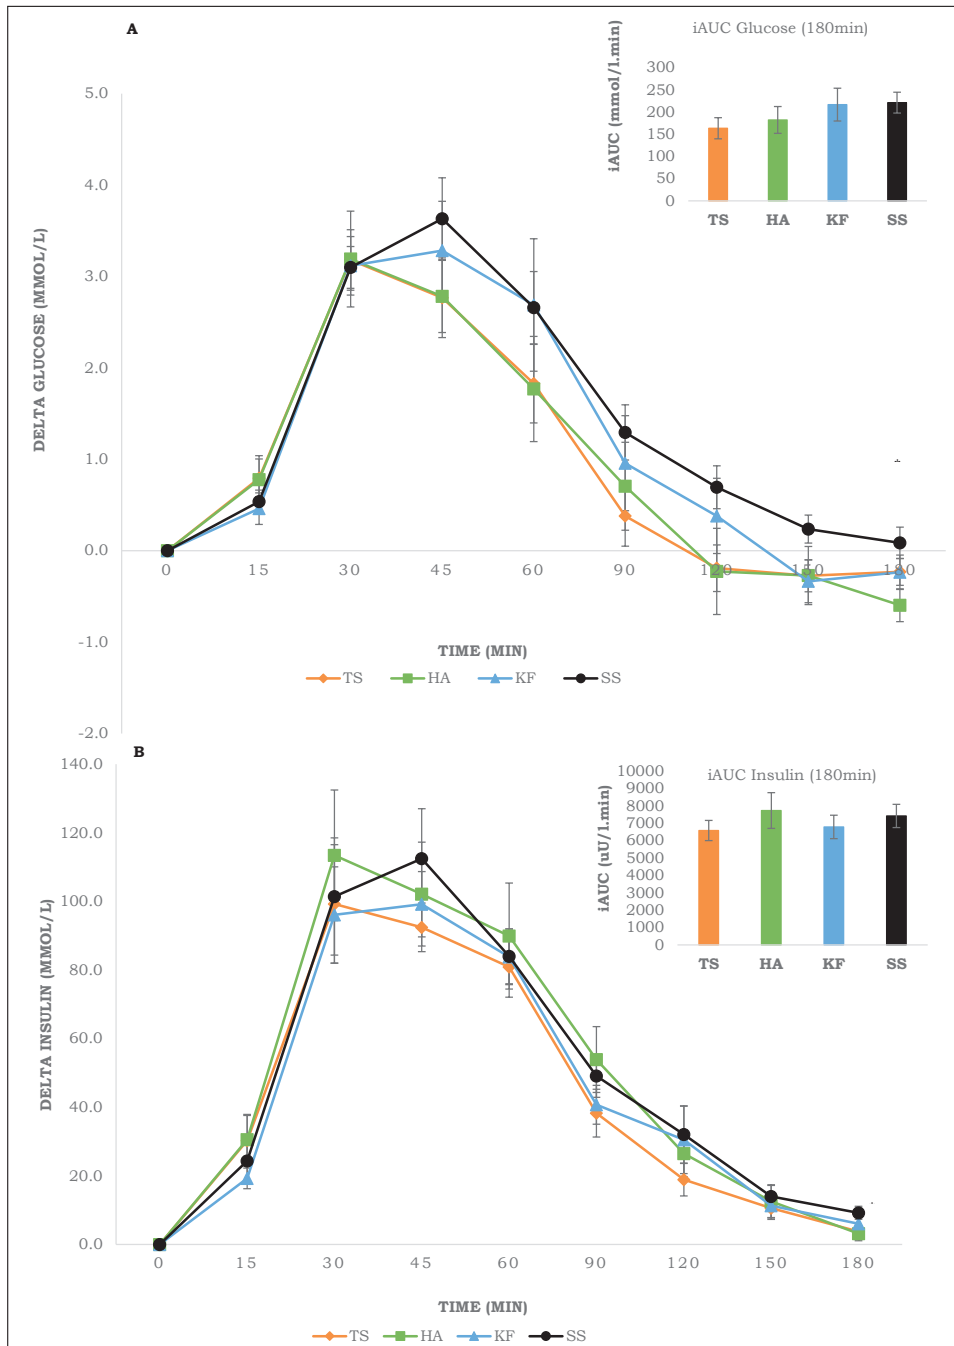 A
iAUC Glucose (180min)
iAUC (mmol/1.min)
300
250
200
150
100
50
0
TS HA KF SS
DELTA GLUCOSE (MMOL/L)
5.0
4.0
3.0
2.0
1.0
0.0
-1.0
-2.0
0 15 30 45 60 90 120 150 180
TIME (MIN)
TS HA KF SS
B
iAUC Insulin (180min)
iAUC (uU/1.min)
10000
9000
8000
7000
6000
5000
4000
3000
2000
1000
0
TS HA KF SS
DELTA INSULIN (MMOL/L)
140.0
120.0
100.0
80.0
60.0
40.0
20.0
0.0
0 15 30 45 60 90 120 150 180
TIME (MIN)
TS HA KF SS